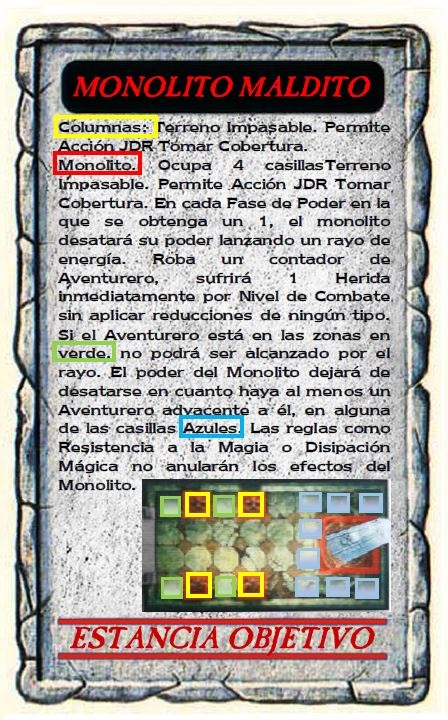 MONOLITO MALDITO
Columnas: Terreno Impasable. Permite
Acción JDR Tomar Cobertura.
Monolito. Ocupa 4 casillasTerreno
Impasable. Permite Acción JDR Tomar
Cobertura. En cada Fase de Poder en la
que se obtenga un 1, el monolito
desatará su poder lanzando un rayo de
energía. Roba un contador de
Aventurero, sufrirá 1 Herida
inmediatamente por Nivel de Combate
sin aplicar reducciones de ningún tipo.
Si el Aventurero está en las zonas en
verde. no podrá ser alcanzado por el
rayo. El poder del Monolito dejará de
desatarse en cuanto haya al menos un
Aventurero adyacente a él, en alguna
de las casillas Azules. Las reglas como
Resistencia a la Magia o Disipación
Mágica no anularán los efectos del
Monolito.
ESTANCIA OBJETIVO